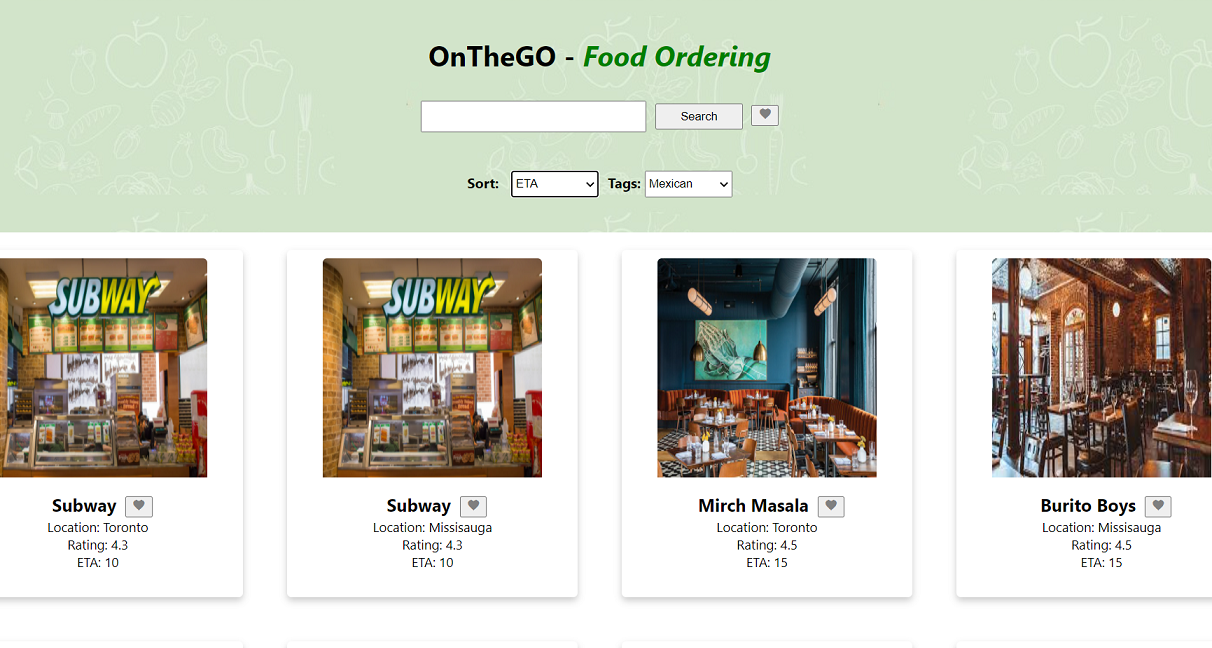 OnTheGO - Food Ordering
Search
Sort: ETA Tags: Mexican
SUBWAY
SUBWAY
Subway
Location: Toronto
Rating: 4.3
ETA: 10
Subway
Location: Missisauga
Rating: 4.3
ETA: 10
Mirch Masala
Location: Toronto
Rating: 4.5
ETA: 15
Burito Boys
Location: Missisauga
Rating: 4.5
ETA: 15